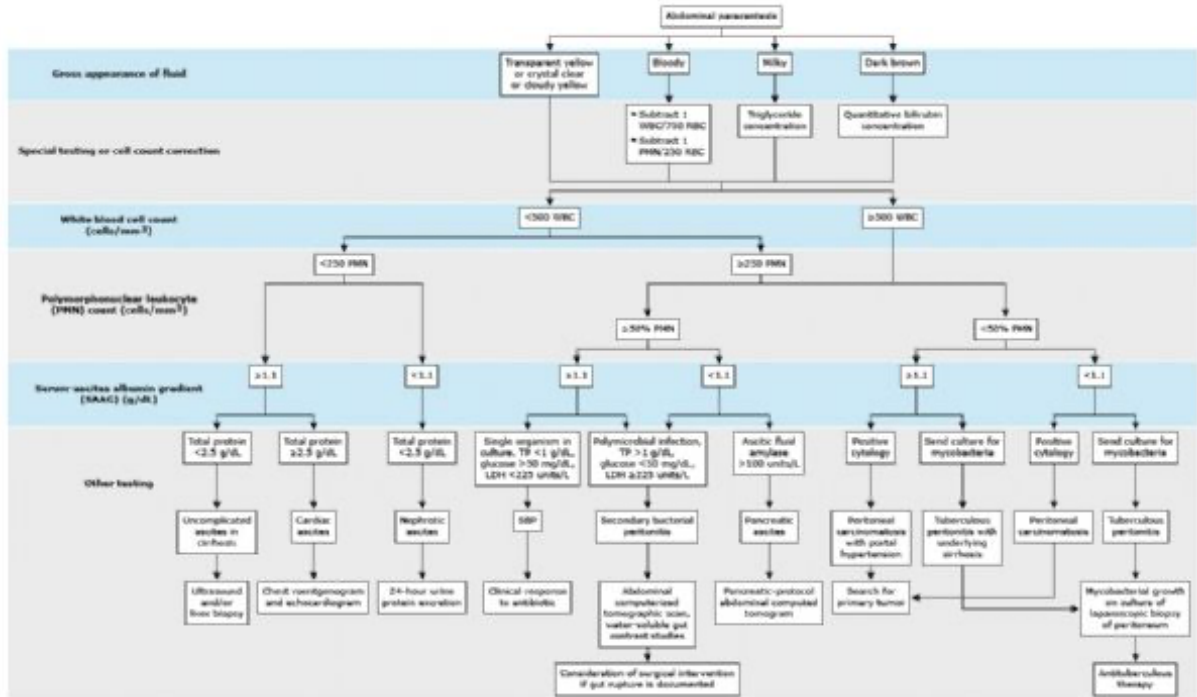 Abdominal paracentesis
Gross appearance of fluid
Transparent yellow
or crystal clear
or cloudy yellow
Bloody
Milky
Dark brown
Special testing or cell count correction
Subtract 1
WBC/750 RBC
Subtract 1
PMN/250 RBC
Triglyceride
concentration
Quantitative bilirubin
concentration
White blood cell count
(cells/mm³)
<500 WBC
≥500 WBC
Polymorphonuclear leukocyte
(PMN) count (cells/mm³)
<250 PMN
≥250 PMN
≥50% PMN
<50% PMN
Serum-ascites albumin gradient
(SAAG) (g/dL)
≥1.1
<1.1
≥1.1
<1.1
≥1.1
<1.1
Other testing
Total protein
<2.5 g/dL
Total protein
≥2.5 g/dL
Total protein
<2.5 g/dL
Single organism in
culture, TP <1 g/dL,
glucose >50 mg/dL,
LDH <225 units/L
Polymicrobial infection,
TP >1 g/dL,
glucose <50 mg/dL,
LDH ≥225 units/L
Ascitic fluid
amylase
>100 units/L
Positive
cytology
Send culture for
mycobacteria
Positive
cytology
Send culture for
mycobacteria
Uncomplicated
ascites in
cirrhosis
Cardiac
ascites
Nephrotic
ascites
SBP
Secondary bacterial
peritonitis
Pancreatic
ascites
Peritoneal
carcinomatosis
with portal
hypertension
Tuberculous
peritonitis with
underlying
cirrhosis
Peritoneal
carcinomatosis
Tuberculous
peritonitis
Ultrasound
and/or
liver biopsy
Chest roentgenogram
and echocardiogram
24-hour urine
protein excretion
Clinical response
to antibiotic
Abdominal
computerized
tomographic scan,
water-soluble gut
contrast studies
Pancreatic-protocol
abdominal computed
tomogram
Search for
primary tumor
Mycobacterial growth
on culture of
laparoscopic biopsy
of peritoneum
Consideration of surgical intervention
if gut rupture is documented
Antituberculous
therapy